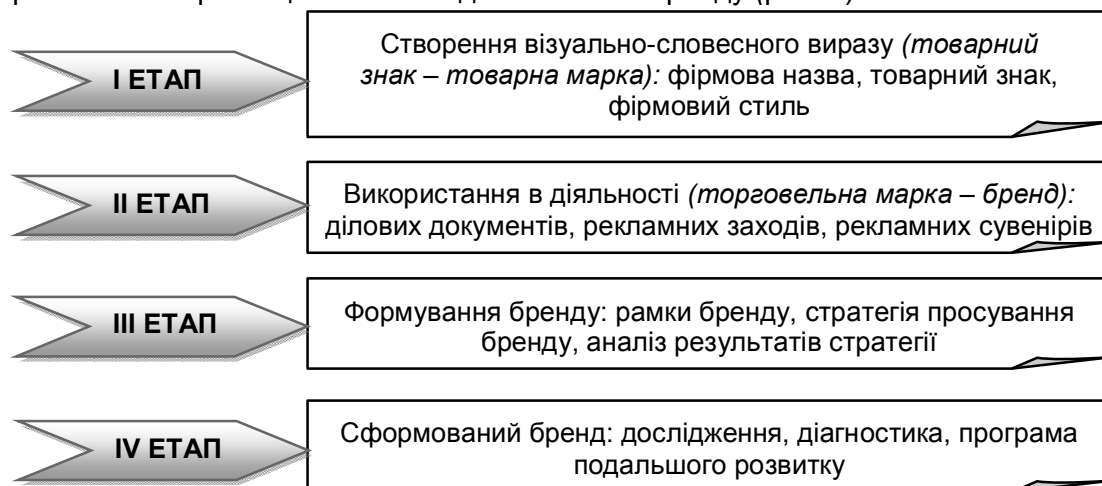 І ЕТАП
Створення візуально-словесного виразу (товарний
знак – товарна марка): фірмова назва, товарний знак,
фірмовий стиль
ІІ ЕТАП
Використання в діяльності (торговельна марка – бренд):
ділових документів, рекламних заходів, рекламних сувенірів
ІІІ ЕТАП
Формування бренду: рамки бренду, стратегія просування
бренду, аналіз результатів стратегії
IV ЕТАП
Сформований бренд: дослідження, діагностика, програма
подальшого розвитку